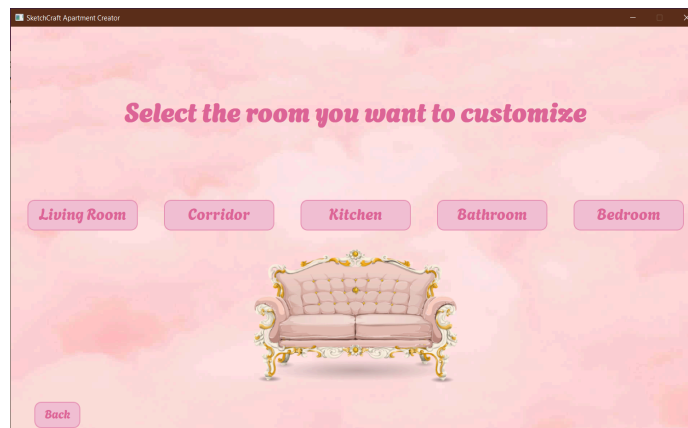 SketchCraft Apartment Creator
Select the room you want to customize
Living Room
Corridor
Kitchen
Bathroom
Bedroom
Back